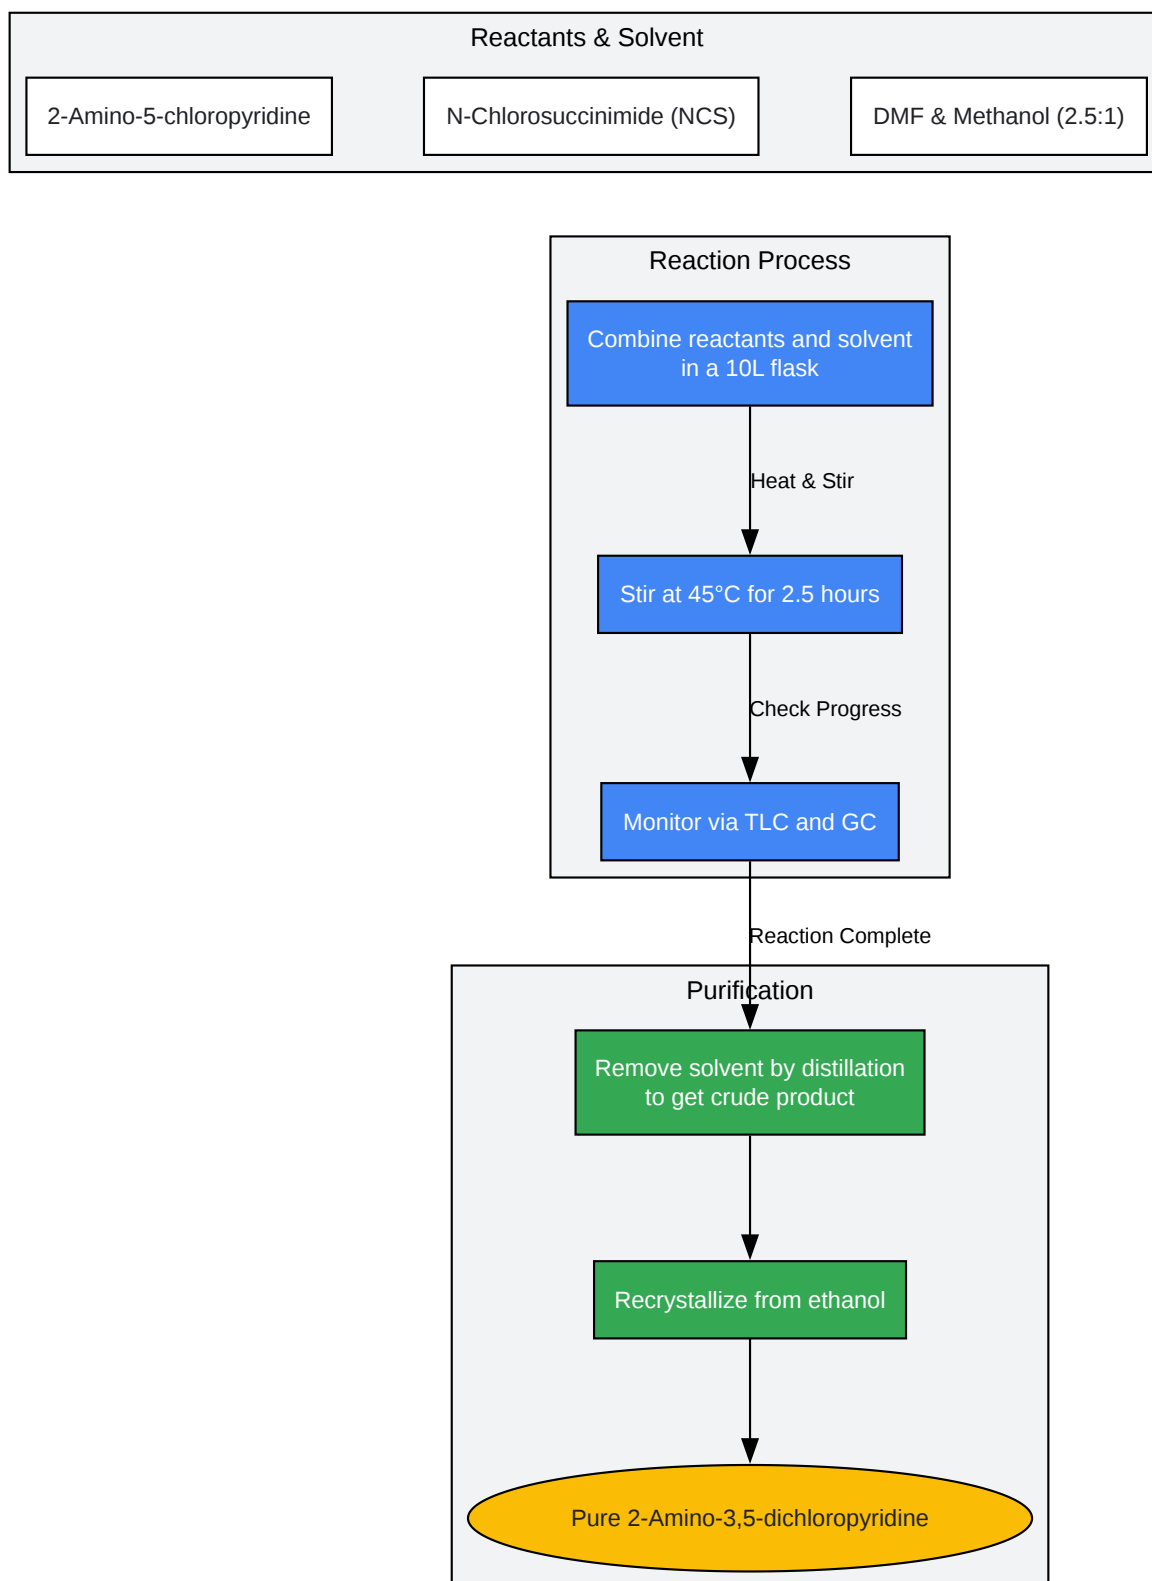 Reactants & Solvent
2-Amino-5-chloropyridine
N-Chlorosuccinimide (NCS)
DMF & Methanol (2.5:1)
Reaction Process
Combine reactants and solvent
in a 10L flask
Heat & Stir
Stir at 45°C for 2.5 hours
Check Progress
Monitor via TLC and GC
Reaction Complete
Purification
Remove solvent by distillation
to get crude product
Recrystallize from ethanol
Pure 2-Amino-3,5-dichloropyridine